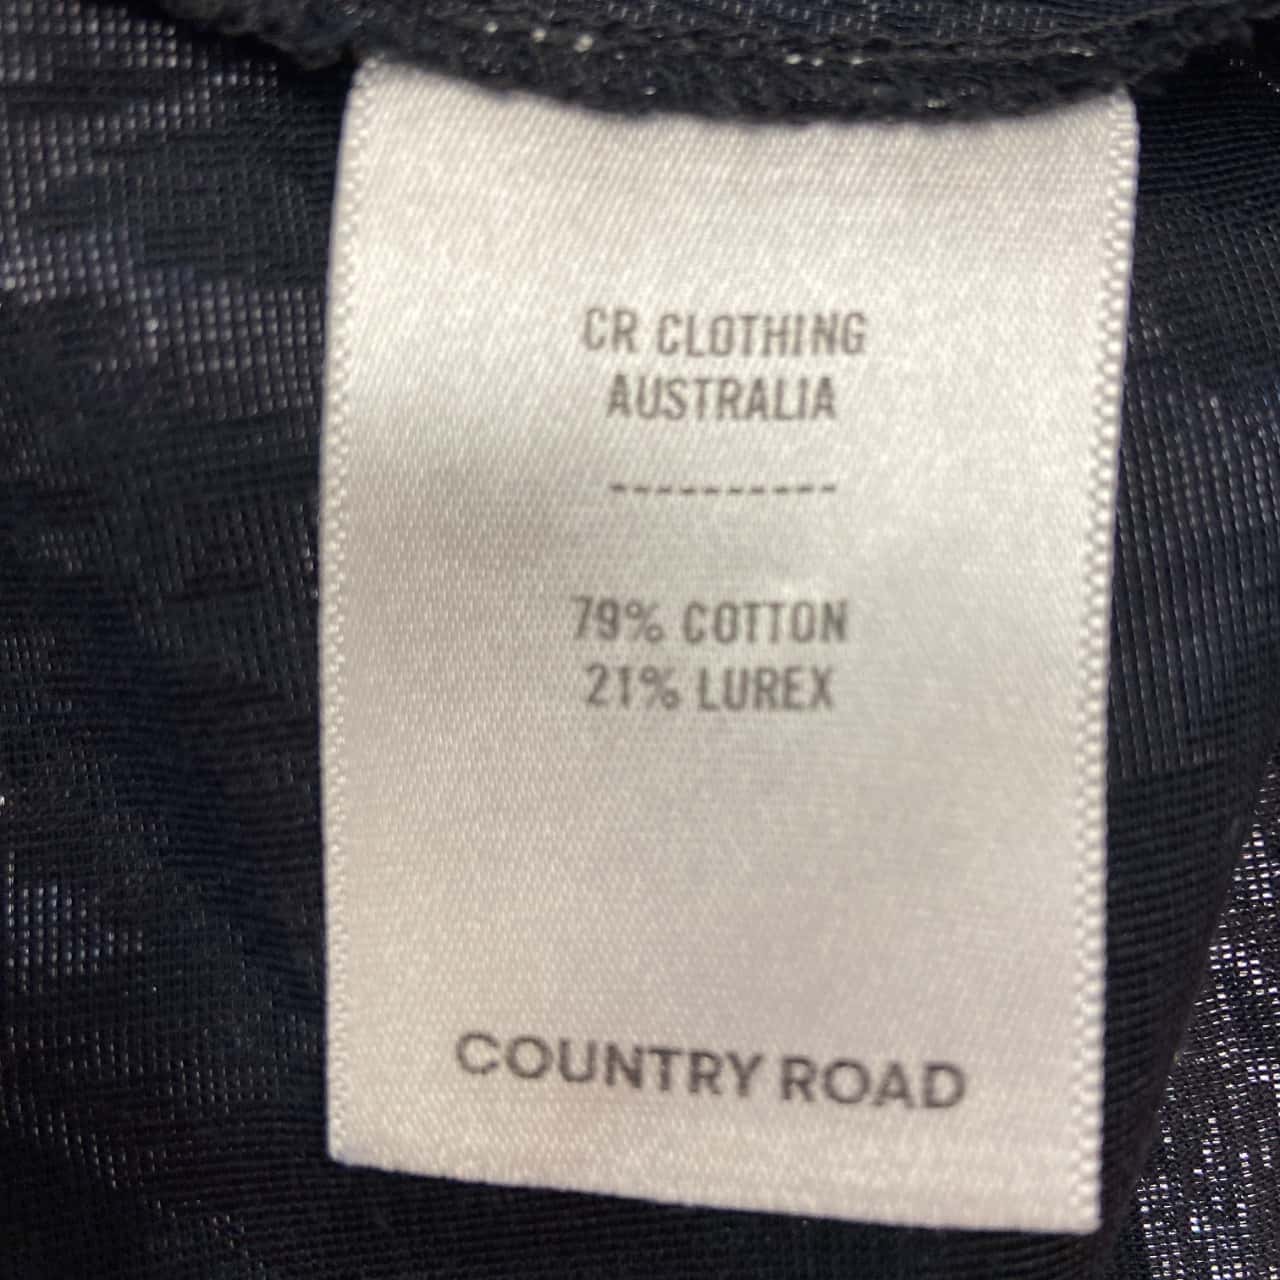 CR CLOTHING
AUSTRALIA
----------
79% COTTON
21% LUREX
COUNTRY ROAD